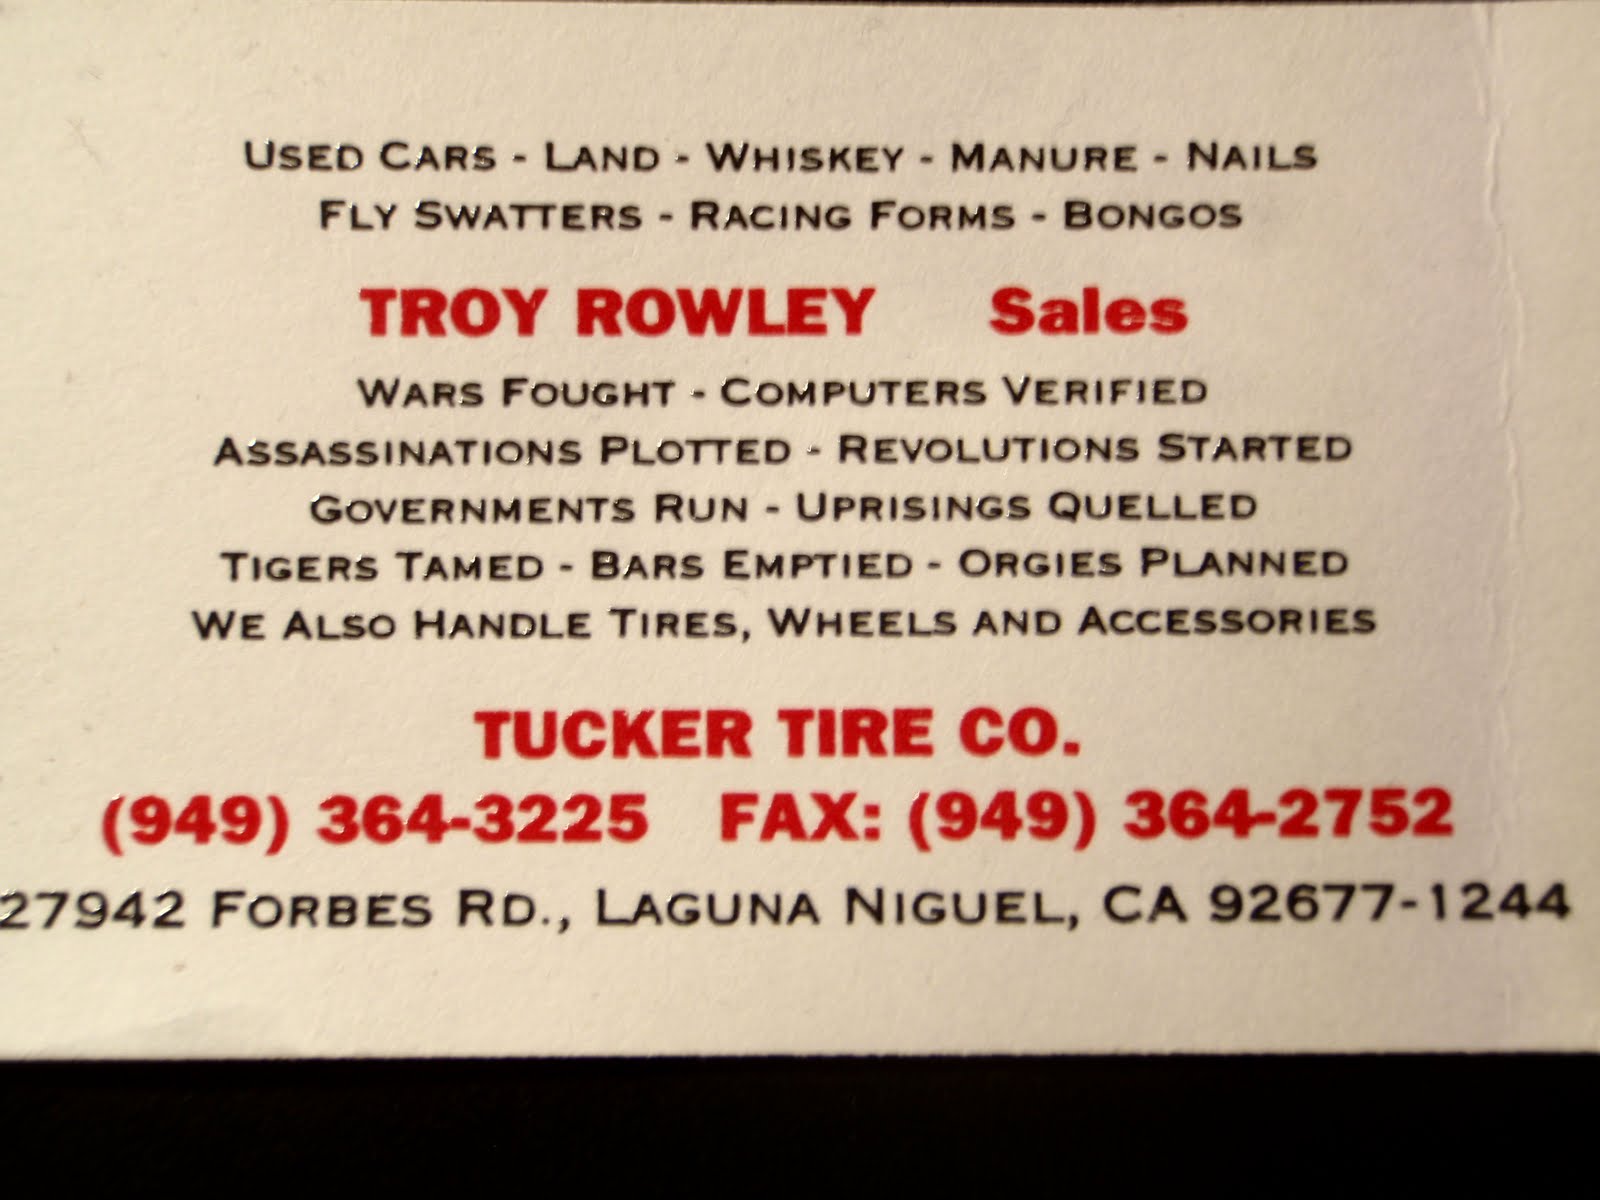 USED CARS - LAND - WHISKEY - MANURE - NAILS
FLY SWATTERS - RACING FORMS - BONGOS
TROY ROWLEY Sales
WARS FOUGHT - COMPUTERS VERIFIED
ASSASSINATIONS PLOTTED - REVOLUTIONS STARTED
GOVERNMENTS RUN - UPRISINGS QUELLED
TIGERS TAMED - BARS EMPTIED - ORGIES PLANNED
WE ALSO HANDLE TIRES, WHEELS AND ACCESSORIES
TUCKER TIRE CO.
(949) 364-3225 FAX: (949) 364-2752
27942 FORBES RD., LAGUNA NIGUEL, CA 92677-1244